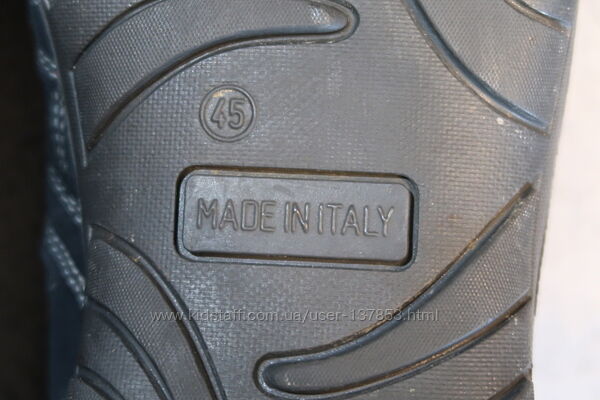 45
MADE IN ITALY
www.kidstaff.com.ua/user-137853.html